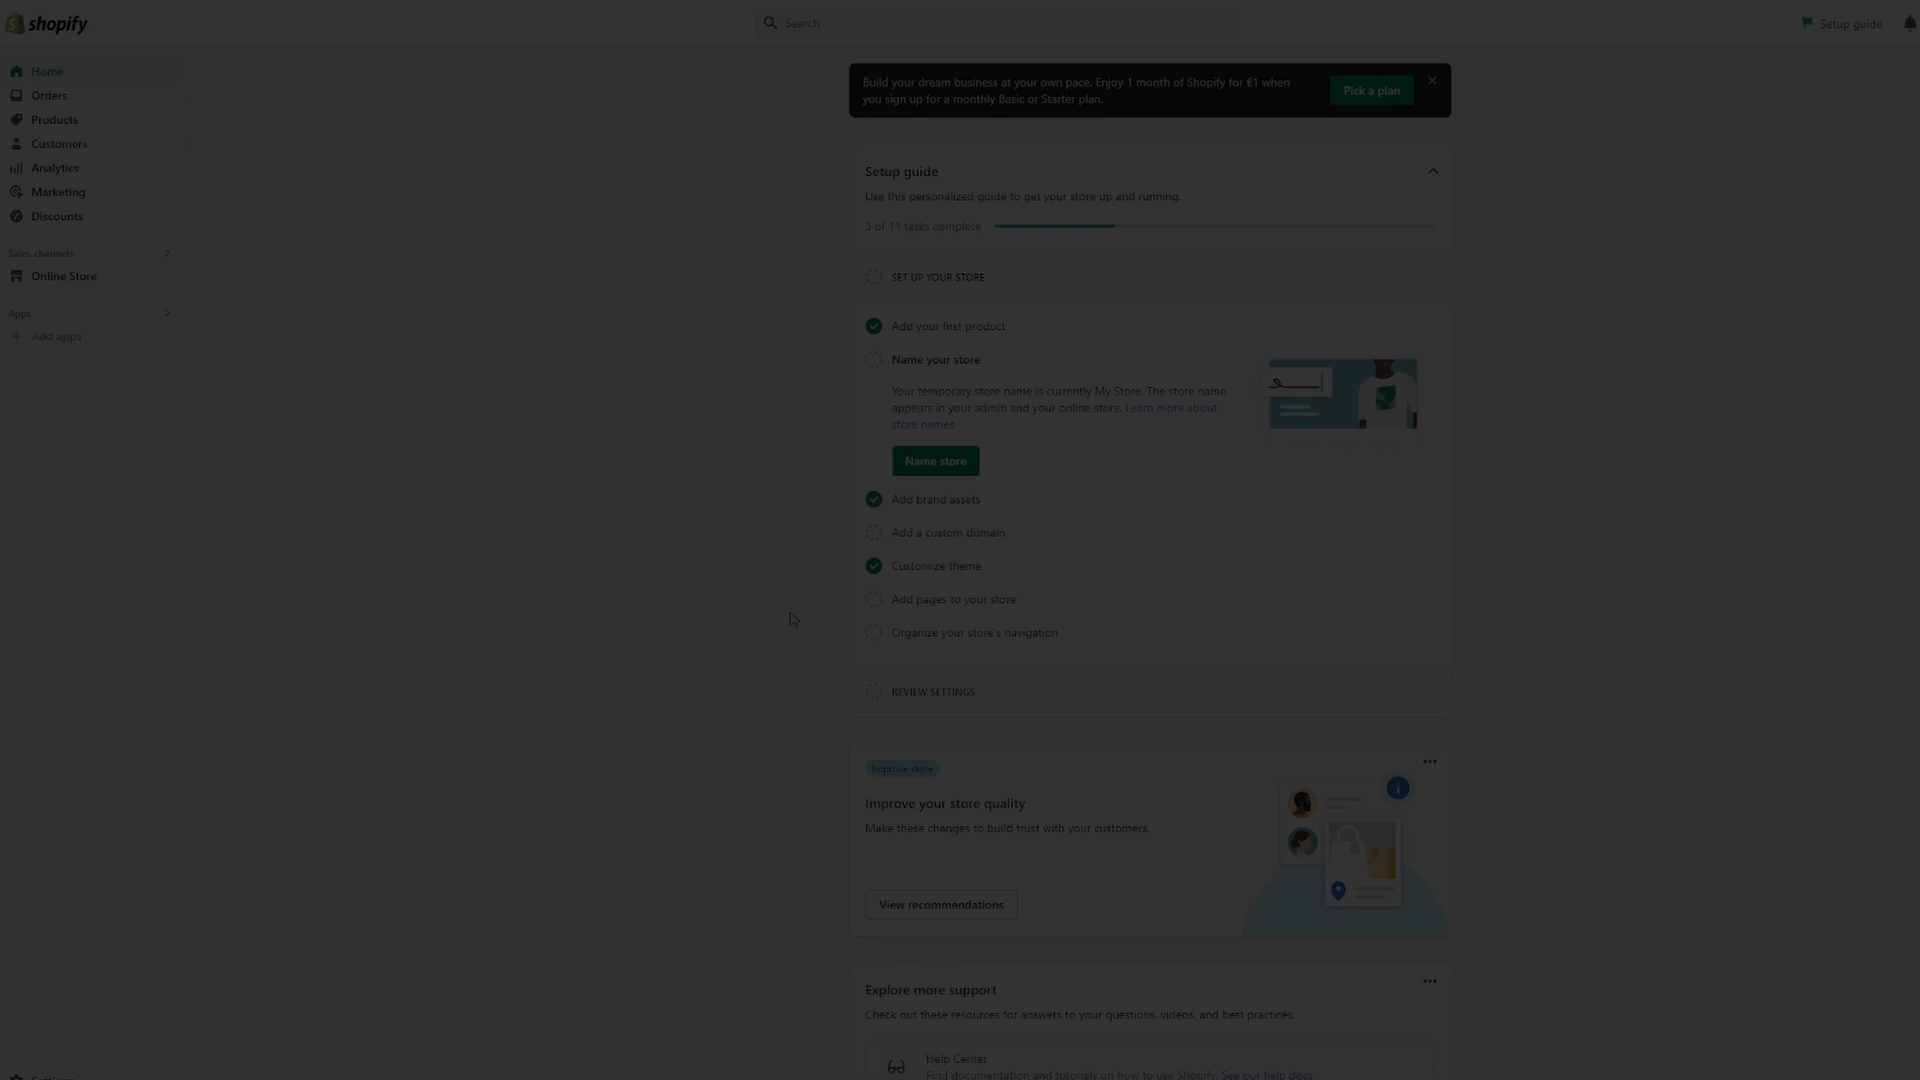 shopify
Search
Setup guide
Home
Orders
Products
Customers
Analytics
Marketing
Discounts
Sales channels
Online Store
Apps
Add apps
Settings
Build your dream business at your own pace. Enjoy 1 month of Shopify for €1 when
you sign up for a monthly Basic or Starter plan.
Pick a plan
Setup guide
Use this personalized guide to get your store up and running.
3 of 11 tasks complete
SET UP YOUR STORE
Add your first product
Name your store
Your temporary store name is currently My Store. The store name
appears in your admin and your online store. Learn more about
store names
Name store
Add brand assets
Add a custom domain
Customize theme
Add pages to your store
Organize your store's navigation
REVIEW SETTINGS
Improve store
Improve your store quality
Make these changes to build trust with your customers.
View recommendations
Explore more support
Check out these resources for answers to your questions, videos, and best practices.
Help Center
Find documentation and tutorials on how to use Shopify. See our help docs